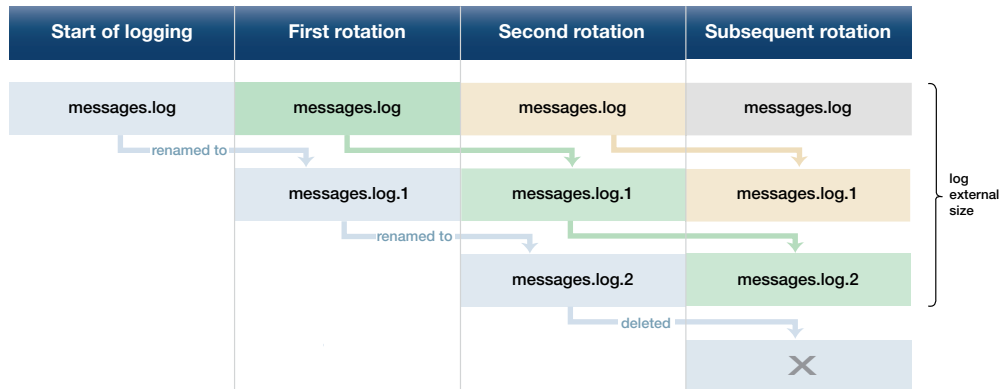 Start of logging
First rotation
Second rotation
Subsequent rotation
messages.log
messages.log
messages.log
messages.log
renamed to
messages.log.1
messages.log.1
messages.log.1
log
external
size
renamed to
messages.log.2
messages.log.2
deleted
X